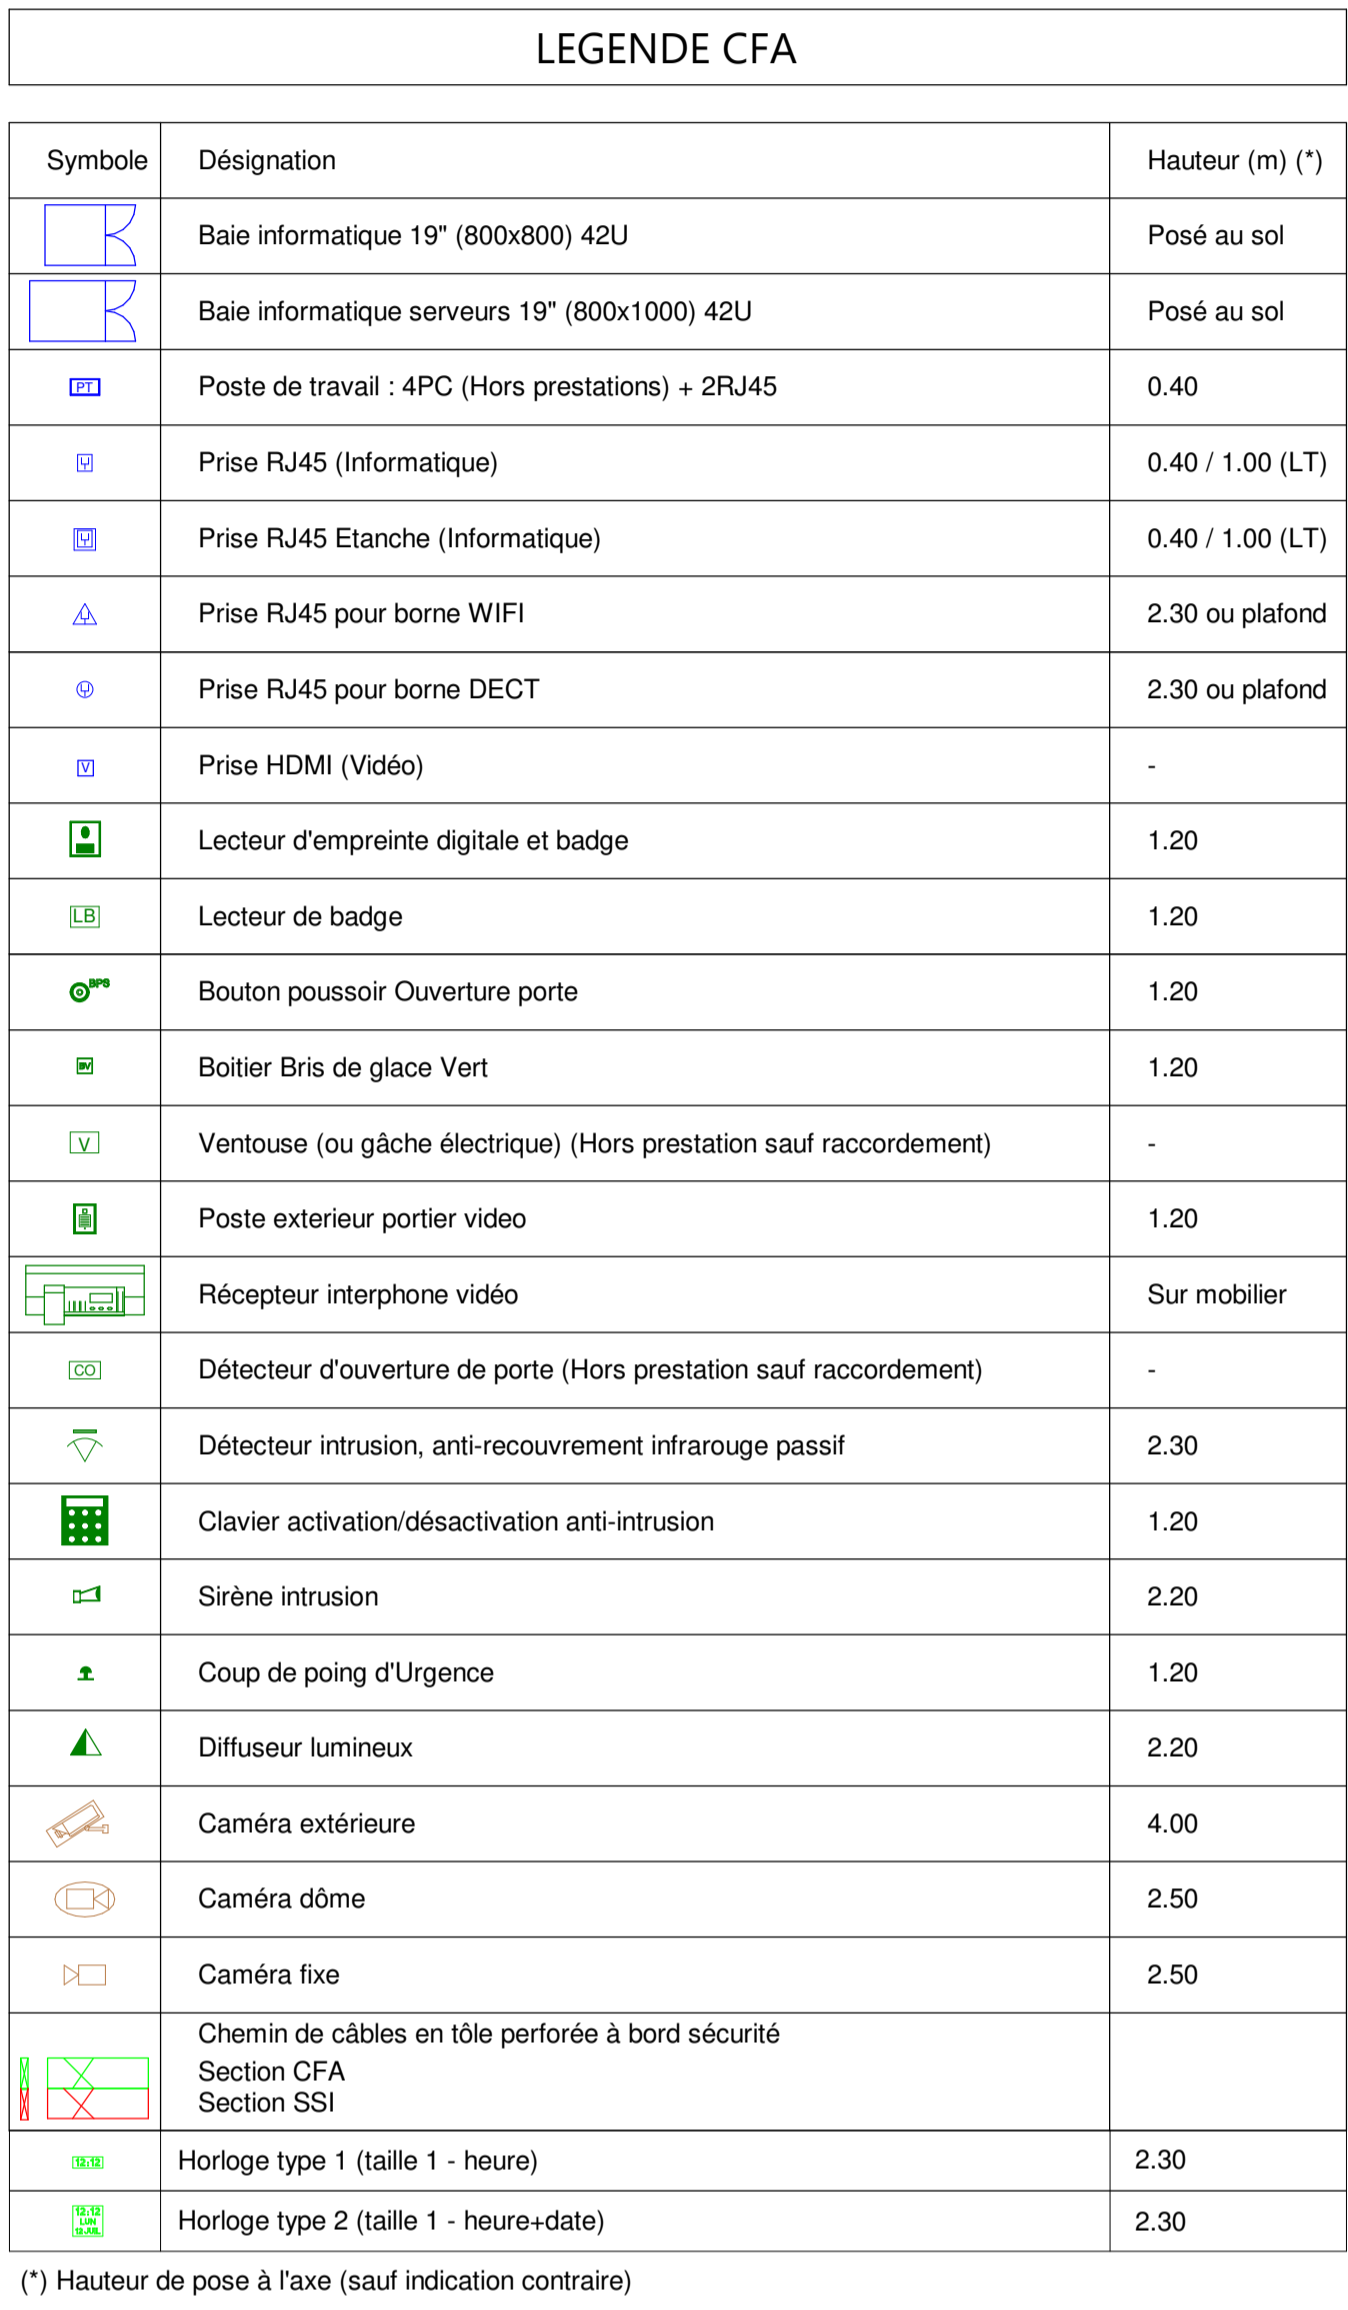 LEGENDE CFA
Symbole Désignation Hauteur (m) (*)
Baie informatique 19" (800x800) 42U Posé au sol
Baie informatique serveurs 19" (800x1000) 42U Posé au sol
PT Poste de travail : 4PC (Hors prestations) + 2RJ45 0.40
Prise RJ45 (Informatique) 0.40 / 1.00 (LT)
Prise RJ45 Etanche (Informatique) 0.40 / 1.00 (LT)
Prise RJ45 pour borne WIFI 2.30 ou plafond
Prise RJ45 pour borne DECT 2.30 ou plafond
V Prise HDMI (Vidéo) -
Lecteur d'empreinte digitale et badge 1.20
LB Lecteur de badge 1.20
BPS Bouton poussoir Ouverture porte 1.20
BV Boitier Bris de glace Vert 1.20
V Ventouse (ou gâche électrique) (Hors prestation sauf raccordement) -
Poste exterieur portier video 1.20
Récepteur interphone vidéo Sur mobilier
CO Détecteur d'ouverture de porte (Hors prestation sauf raccordement) -
Détecteur intrusion, anti-recouvrement infrarouge passif 2.30
Clavier activation/désactivation anti-intrusion 1.20
Sirène intrusion 2.20
Coup de poing d'Urgence 1.20
Diffuseur lumineux 2.20
Caméra extérieure 4.00
Caméra dôme 2.50
Caméra fixe 2.50
Chemin de câbles en tôle perforée à bord sécurité
Section CFA
Section SSI
12:12 Horloge type 1 (taille 1 - heure) 2.30
12:12
LUN
12 JUIL
Horloge type 2 (taille 1 - heure+date) 2.30
(*) Hauteur de pose à l'axe (sauf indication contraire)